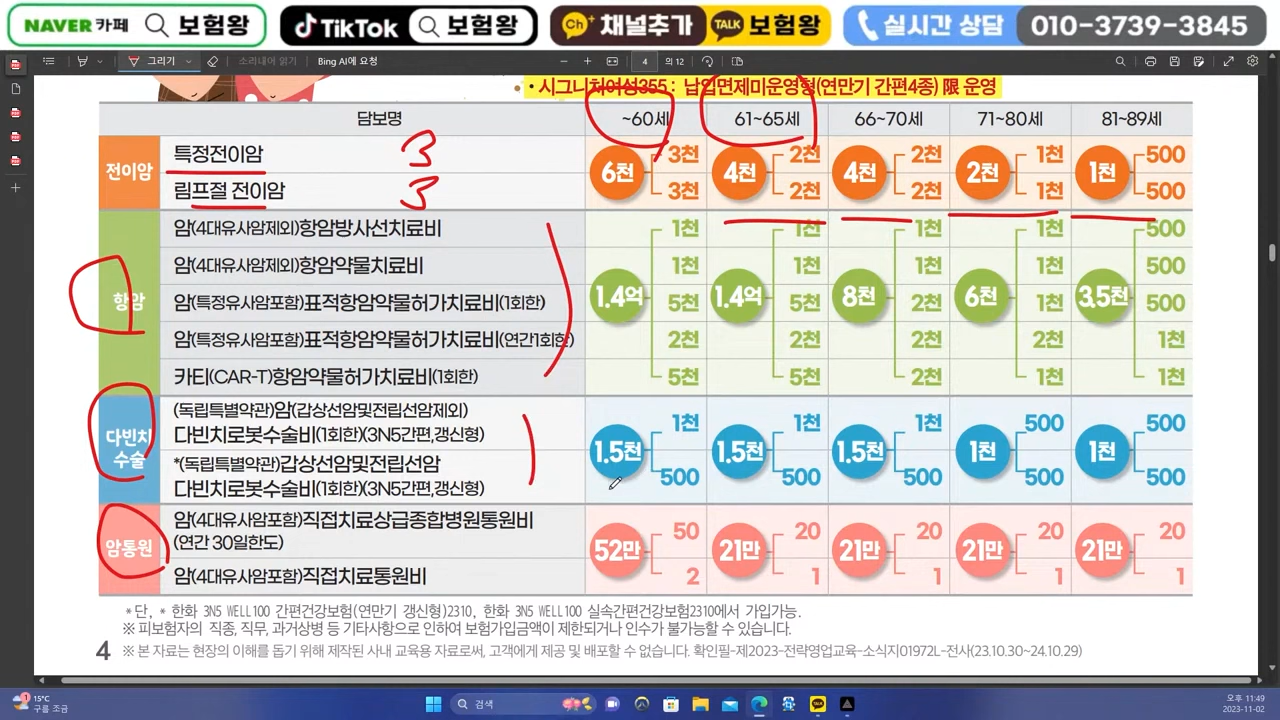 NAVER 카페 보험왕 TikTok 보험왕 Ch+ 채널추가 TALK 보험왕 실시간 상담 010-3739-3845
그리기 소리내어 읽기 Bing AI에 요청 4 의 12
• 시그니처여성355 : 납입면제미운영형(연만기 간편4종) 限 운영
담보명 ~60세 61~65세 66~70세 71~80세 81~89세
전이암
특정전이암 3 6천 3천 4천 2천 4천 2천 2천 1천 1천 500
림프절 전이암 3 3천 2천 2천 1천 500
항암
암(4대유사암제외)항암방사선치료비 1천 1천 1천 1천 500
암(4대유사암제외)항암약물치료비 1천 1천 1천 1천 500
암(특정유사암포함)표적항암약물허가치료비(1회한) 1.4억 5천 1.4억 5천 8천 2천 6천 1천 3.5천 500
암(특정유사암포함)표적항암약물허가치료비(연간1회한) 2천 2천 2천 2천 1천
카티(CAR-T)항암약물허가치료비(1회한) 5천 5천 2천 1천 1천
다빈치
수술
(독립특별약관)암(갑상선암및전립선암제외)
다빈치로봇수술비(1회한)(3N5간편,갱신형) 1.5천 1천 1.5천 1천 1.5천 1천 1천 500 1천 500
*(독립특별약관)갑상선암및전립선암
다빈치로봇수술비(1회한)(3N5간편,갱신형) 500 500 500 500 500
암통원
암(4대유사암포함)직접치료상급종합병원통원비
(연간 30일한도) 52만 50 21만 20 21만 20 21만 20 21만 20
암(4대유사암포함)직접치료통원비 2 1 1 1 1
* 단, * 한화 3N5 WELL100 간편건강보험(연만기 갱신형)2310, 한화 3N5 WELL100 실속간편건강보험2310에서 가입가능.
※ 피보험자의 직종, 직무, 과거상병 등 기타사항으로 인하여 보험가입금액이 제한되거나 인수가 불가능할 수 있습니다.
4 ※ 본 자료는 현장의 이해를 돕기 위해 제작된 사내 교육용 자료로써, 고객에게 제공 및 배포할 수 없습니다. 확인필-제2023-전략영업교육-소식지01972L-전사(23.10.30~24.10.29)
15°C
구름 조금
검색
오후 11:49
2023-11-02